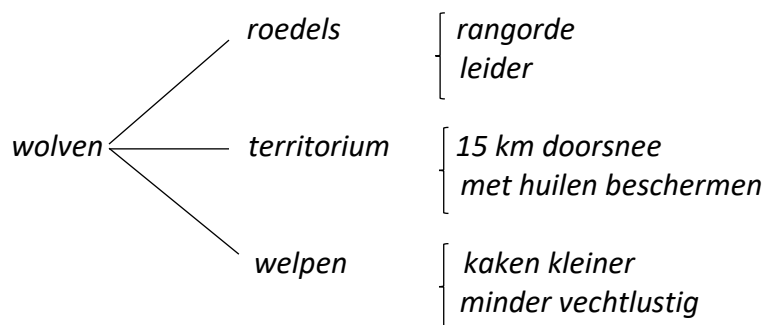 roedels
rangorde
leider
wolven
territorium
15 km doorsnee
met huilen beschermen
welpen
kaken kleiner
minder vechtlustig